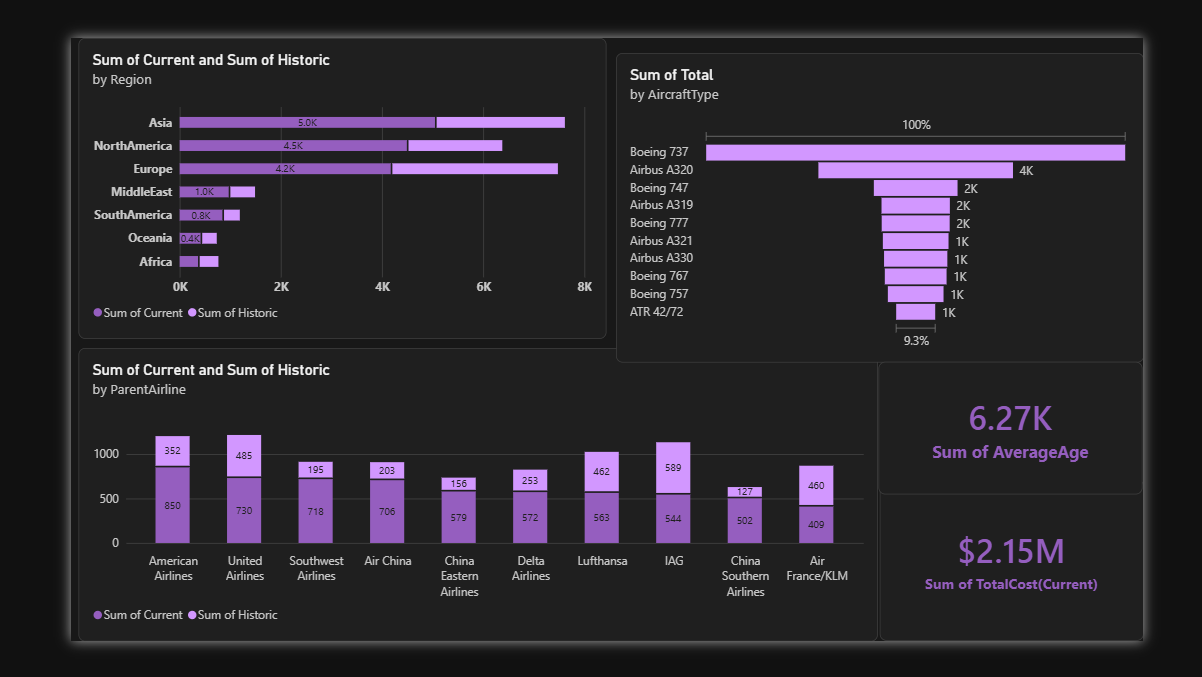 Sum of Current and Sum of Historic
by Region
Asia
5.0K
NorthAmerica
4.5K
Europe
4.2K
MiddleEast
1.0K
SouthAmerica
0.8K
Oceania
0.4K
Africa
0K 2K 4K 6K 8K
Sum of Current Sum of Historic
Sum of Total
by AircraftType
100%
Boeing 737
Airbus A320 4K
Boeing 747 2K
Airbus A319 2K
Boeing 777 2K
Airbus A321 1K
Airbus A330 1K
Boeing 767 1K
Boeing 757 1K
ATR 42/72 1K
9.3%
Sum of Current and Sum of Historic
by ParentAirline
1000
500
0
352 485 195 203 156 253 462 589 127 460
850 730 718 706 579 572 563 544 502 409
American Airlines
United Airlines
Southwest Airlines
Air China
China Eastern Airlines
Delta Airlines
Lufthansa
IAG
China Southern Airlines
Air France/KLM
Sum of Current Sum of Historic
6.27K
Sum of AverageAge
$2.15M
Sum of TotalCost(Current)